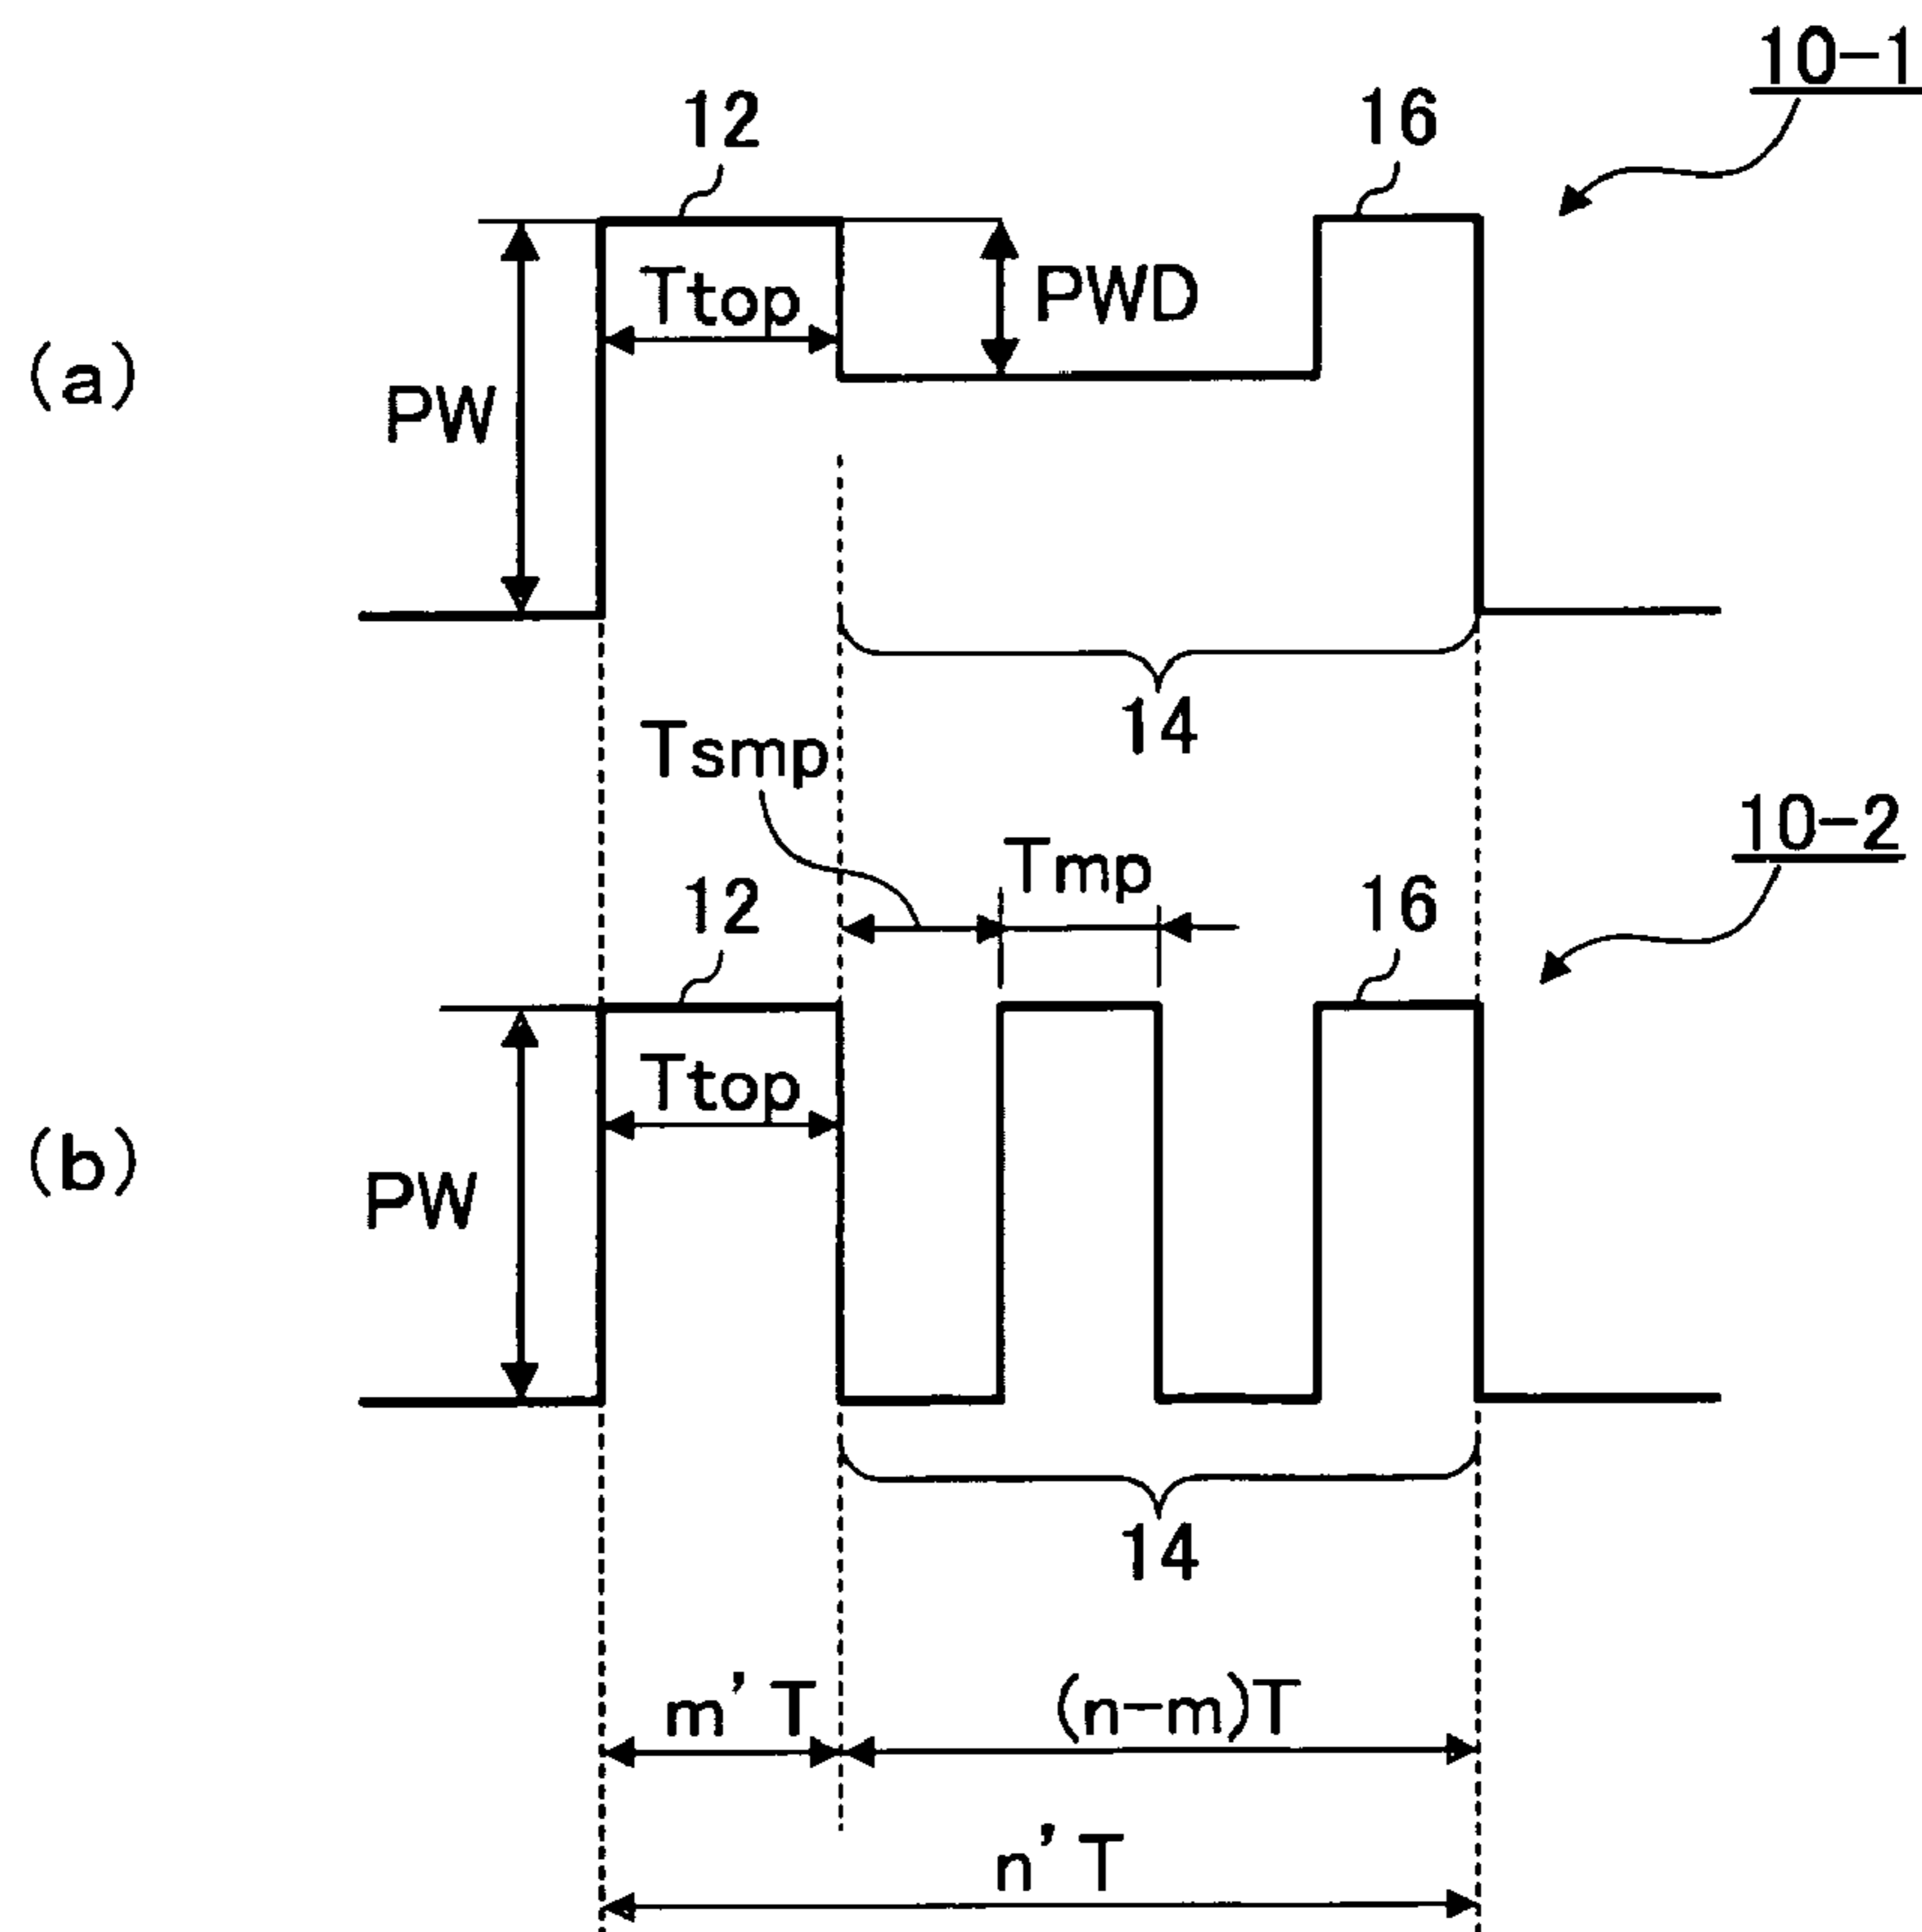 10-1
12
16
Ttop
PWD
(a)
PW
14
Tsmp
10-2
Tmp
12
16
Ttop
(b)
PW
14
m' T
(n-m)T
n' T